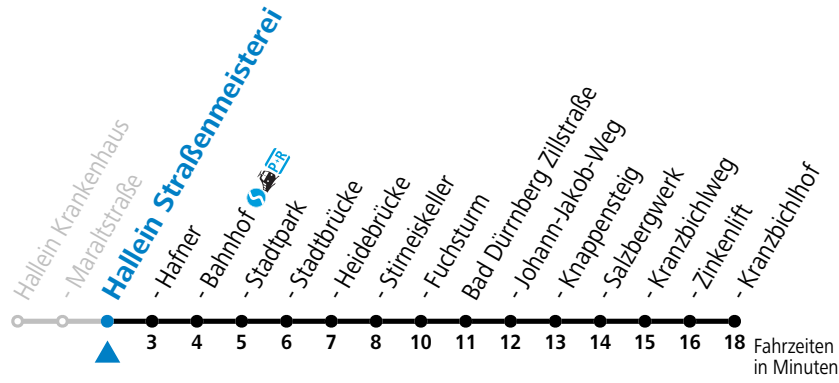 Hallein Krankenhaus
- Maraltstraße
Hallein Straßenmeisterei
- Hafner
- Bahnhof P+R
- Stadtpark
- Stadtbrücke
- Heidebrücke
- Stirneiskeller
- Fuchsturm
Bad Dürrnberg Zillstraße
- Johann-Jakob-Weg
- Knappensteig
- Salzbergwerk
- Kranzbichlweg
- Zinkenlift
- Kranzbichlhof
3 4 5 6 7 8 10 11 12 13 14 15 16 18
Fahrzeiten
in Minuten